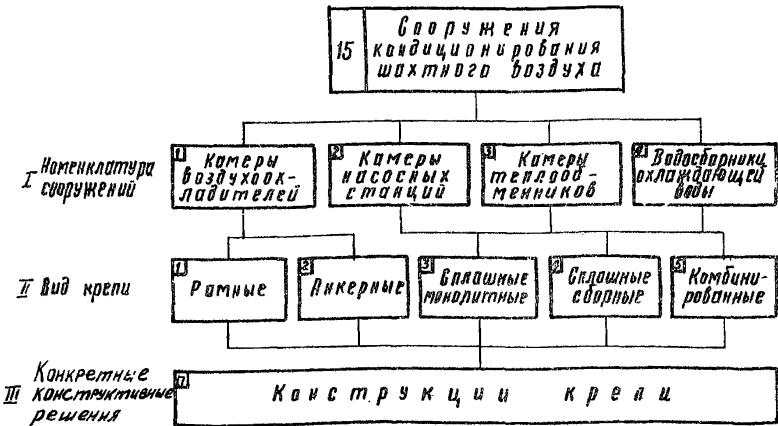 15
Сооружения
кондиционирования
шахтного воздуха
I Номенклатура
сооружений
1 Камеры
воздухоох-
ладителей
2 Камеры
насосных
станций
3 Камеры
теплооб-
менников
4 Водосборники
охлаждающей
воды
II Вид крепи
1 Рамные
2 Анкерные
3 Сплошные
монолитные
4 Сплошные
сборные
5 Комбини-
рованные
III Конкретные
конструктивные
решения
n Конструкции крепи